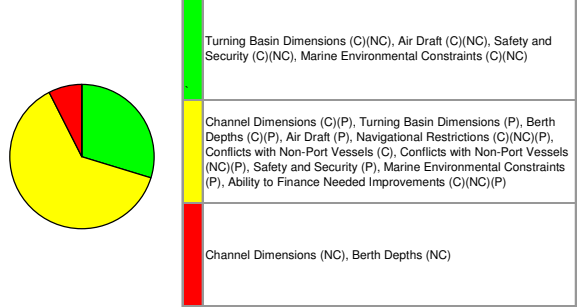 Turning Basin Dimensions (C)(NC), Air Draft (C)(NC), Safety and
Security (C)(NC), Marine Environmental Constraints (C)(NC)
`
Channel Dimensions (C)(P), Turning Basin Dimensions (P), Berth
Depths (C)(P), Air Draft (P), Navigational Restrictions (C)(NC)(P),
Conflicts with Non-Port Vessels (C), Conflicts with Non-Port Vessels
(NC)(P), Safety and Security (P), Marine Environmental Constraints
(P), Ability to Finance Needed Improvements (C)(NC)(P)
Channel Dimensions (NC), Berth Depths (NC)